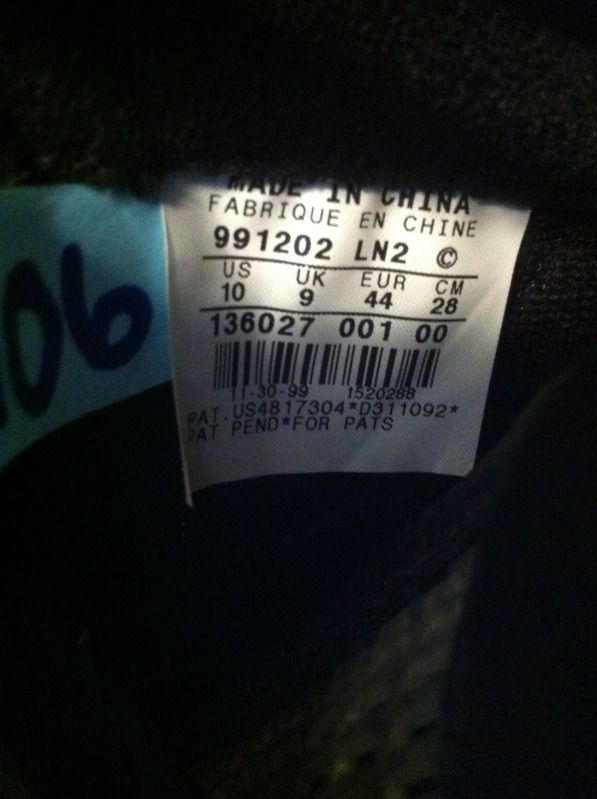 MADE IN CHINA
FABRIQUE EN CHINE
991202 LN2 ©
US UK EUR CM
10 9 44 28
136027 001 00
11-30-99 1520288
PAT.US4817304*D311092*
PAT PEND*FOR PATS
06